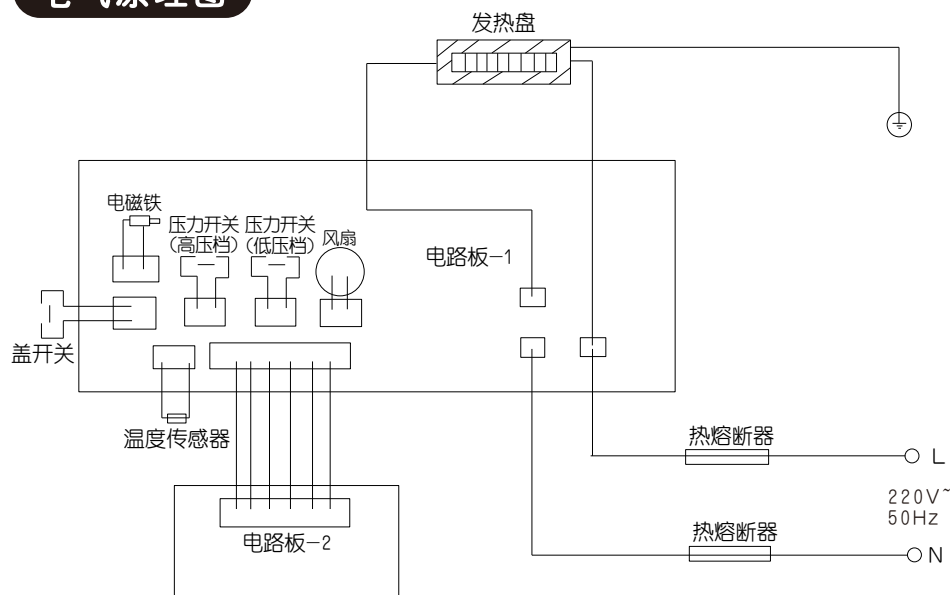 电气原理图
发热盘
电磁铁
压力开关
(高压档)
压力开关
(低压档)
风扇
电路板-1
盖开关
温度传感器
热熔断器
L
220V~
50Hz
热熔断器
N
电路板-2